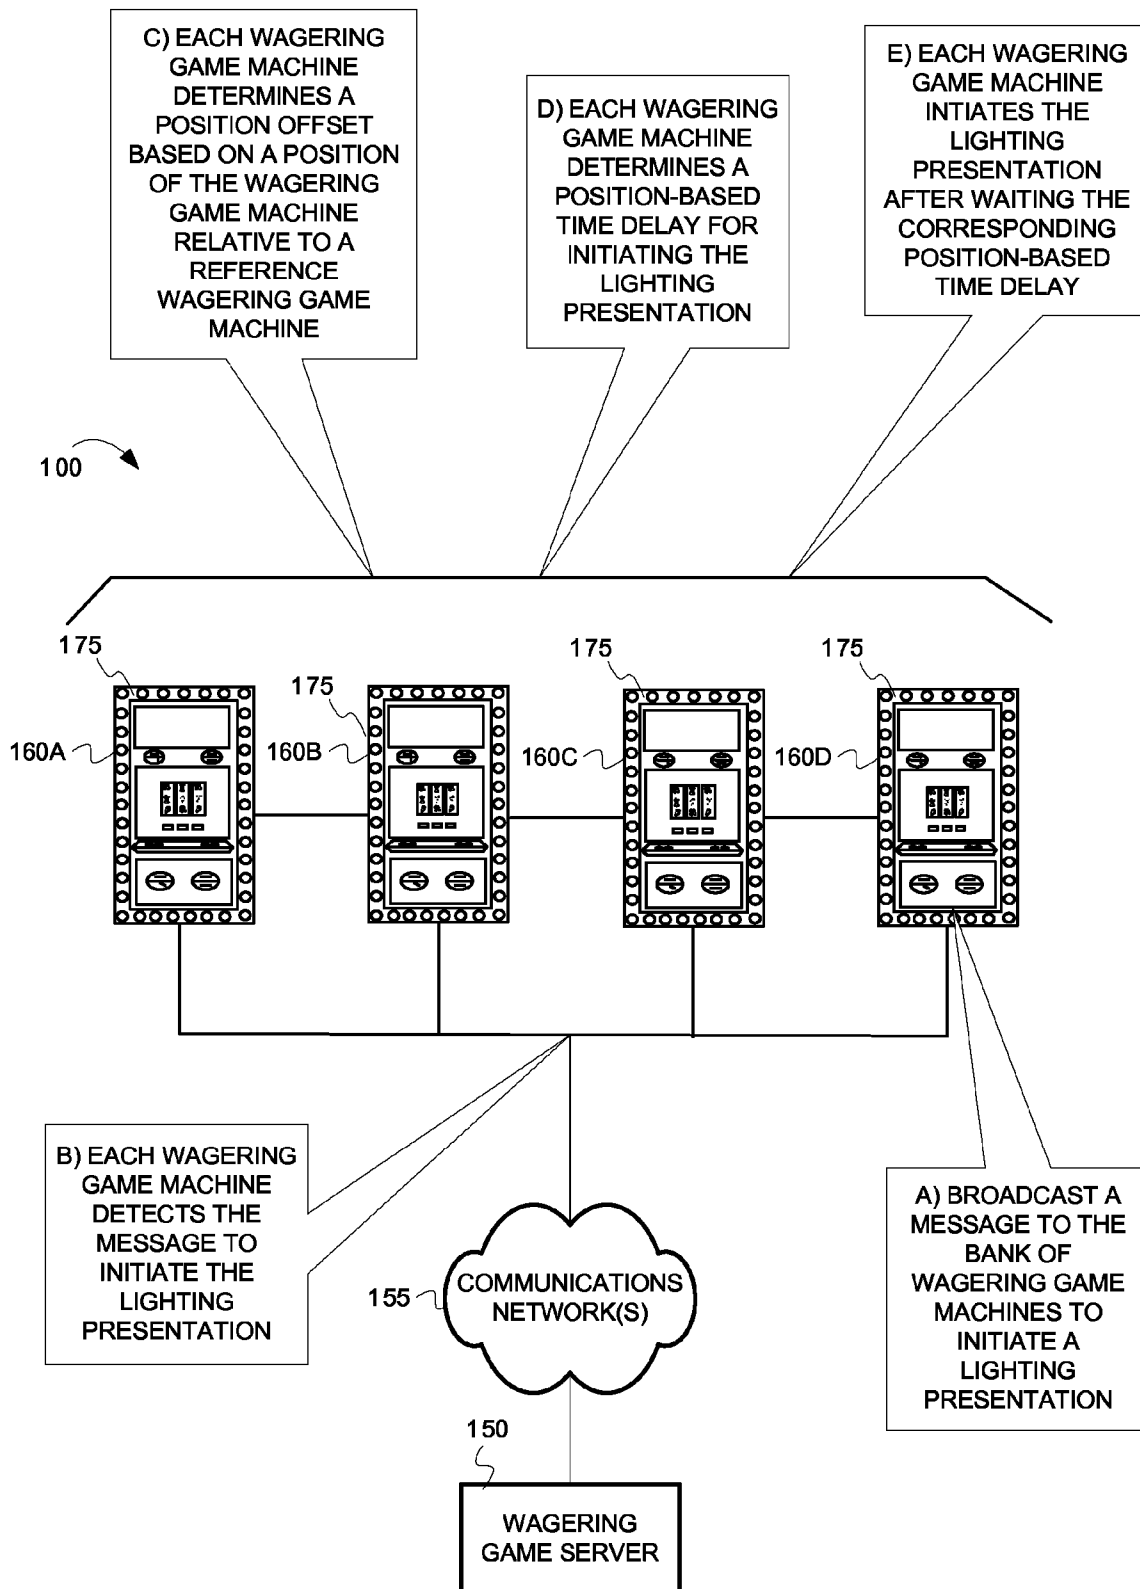 C) EACH WAGERING
GAME MACHINE
DETERMINES A
POSITION OFFSET
BASED ON A POSITION
OF THE WAGERING
GAME MACHINE
RELATIVE TO A
REFERENCE
WAGERING GAME
MACHINE
D) EACH WAGERING
GAME MACHINE
DETERMINES A
POSITION-BASED
TIME DELAY FOR
INITIATING THE
LIGHTING
PRESENTATION
E) EACH WAGERING
GAME MACHINE
INTIATES THE
LIGHTING
PRESENTATION
AFTER WAITING THE
CORRESPONDING
POSITION-BASED
TIME DELAY
100
175
175
175
175
160A
160B
160C
160D
B) EACH WAGERING
GAME MACHINE
DETECTS THE
MESSAGE TO
INITIATE THE
LIGHTING
PRESENTATION
A) BROADCAST A
MESSAGE TO THE
BANK OF
WAGERING GAME
MACHINES TO
INITIATE A
LIGHTING
PRESENTATION
155
COMMUNICATIONS
NETWORK(S)
150
WAGERING
GAME SERVER